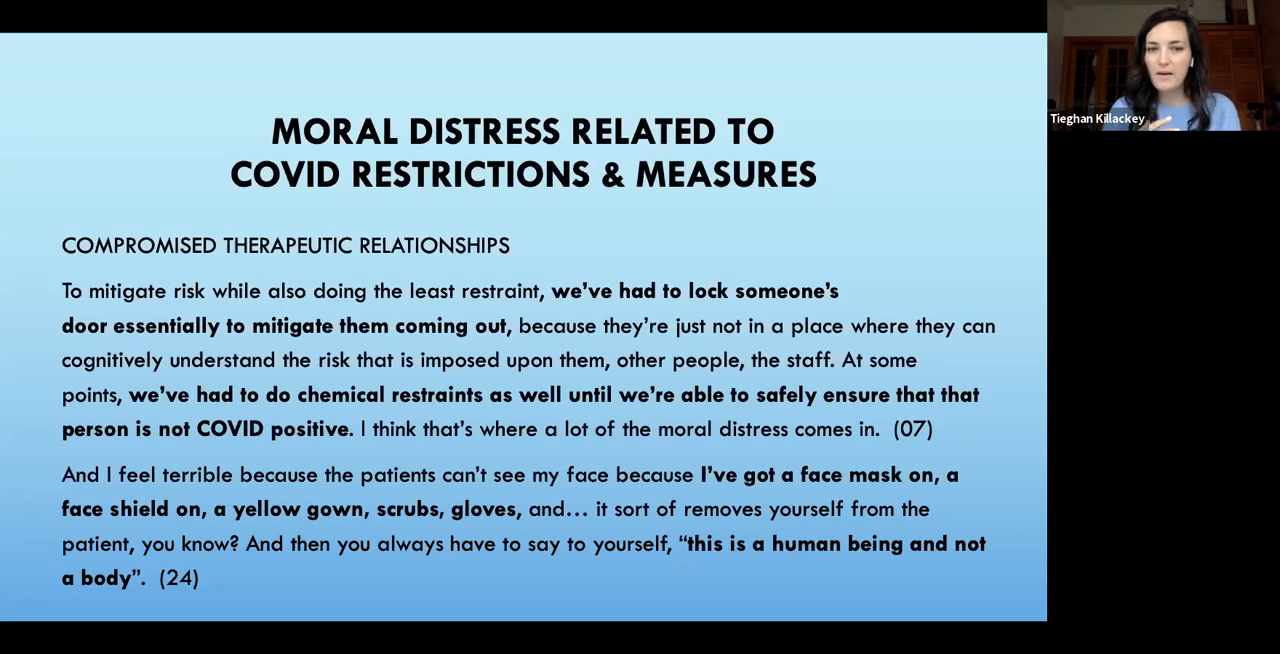 MORAL DISTRESS RELATED TO
COVID RESTRICTIONS & MEASURES
COMPROMISED THERAPEUTIC RELATIONSHIPS
To mitigate risk while also doing the least restraint, we’ve had to lock someone’s
door essentially to mitigate them coming out, because they’re just not in a place where they can
cognitively understand the risk that is imposed upon them, other people, the staff. At some
points, we’ve had to do chemical restraints as well until we’re able to safely ensure that that
person is not COVID positive. I think that’s where a lot of the moral distress comes in. (07)
And I feel terrible because the patients can’t see my face because I’ve got a face mask on, a
face shield on, a yellow gown, scrubs, gloves, and… it sort of removes yourself from the
patient, you know? And then you always have to say to yourself, “this is a human being and not
a body”. (24)
Tieghan Killackey